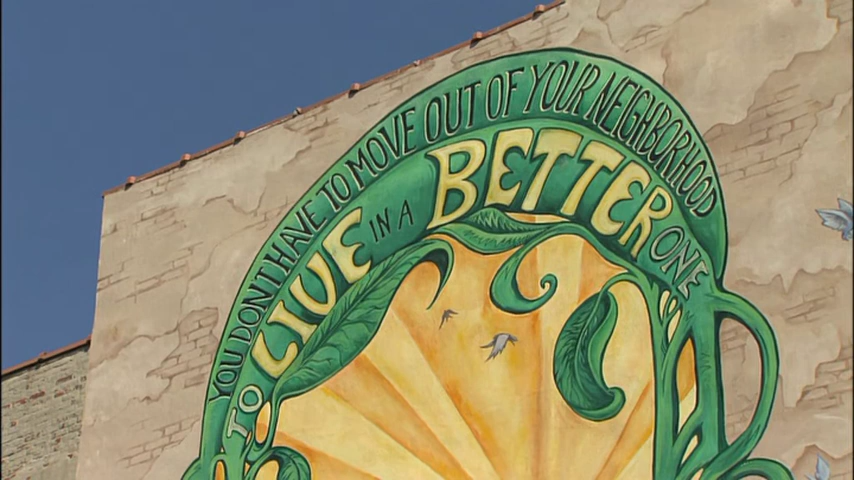 YOU DON'T HAVE TO MOVE OUT OF YOUR NEIGHBORHOOD
TO LIVE IN A BETTER ONE